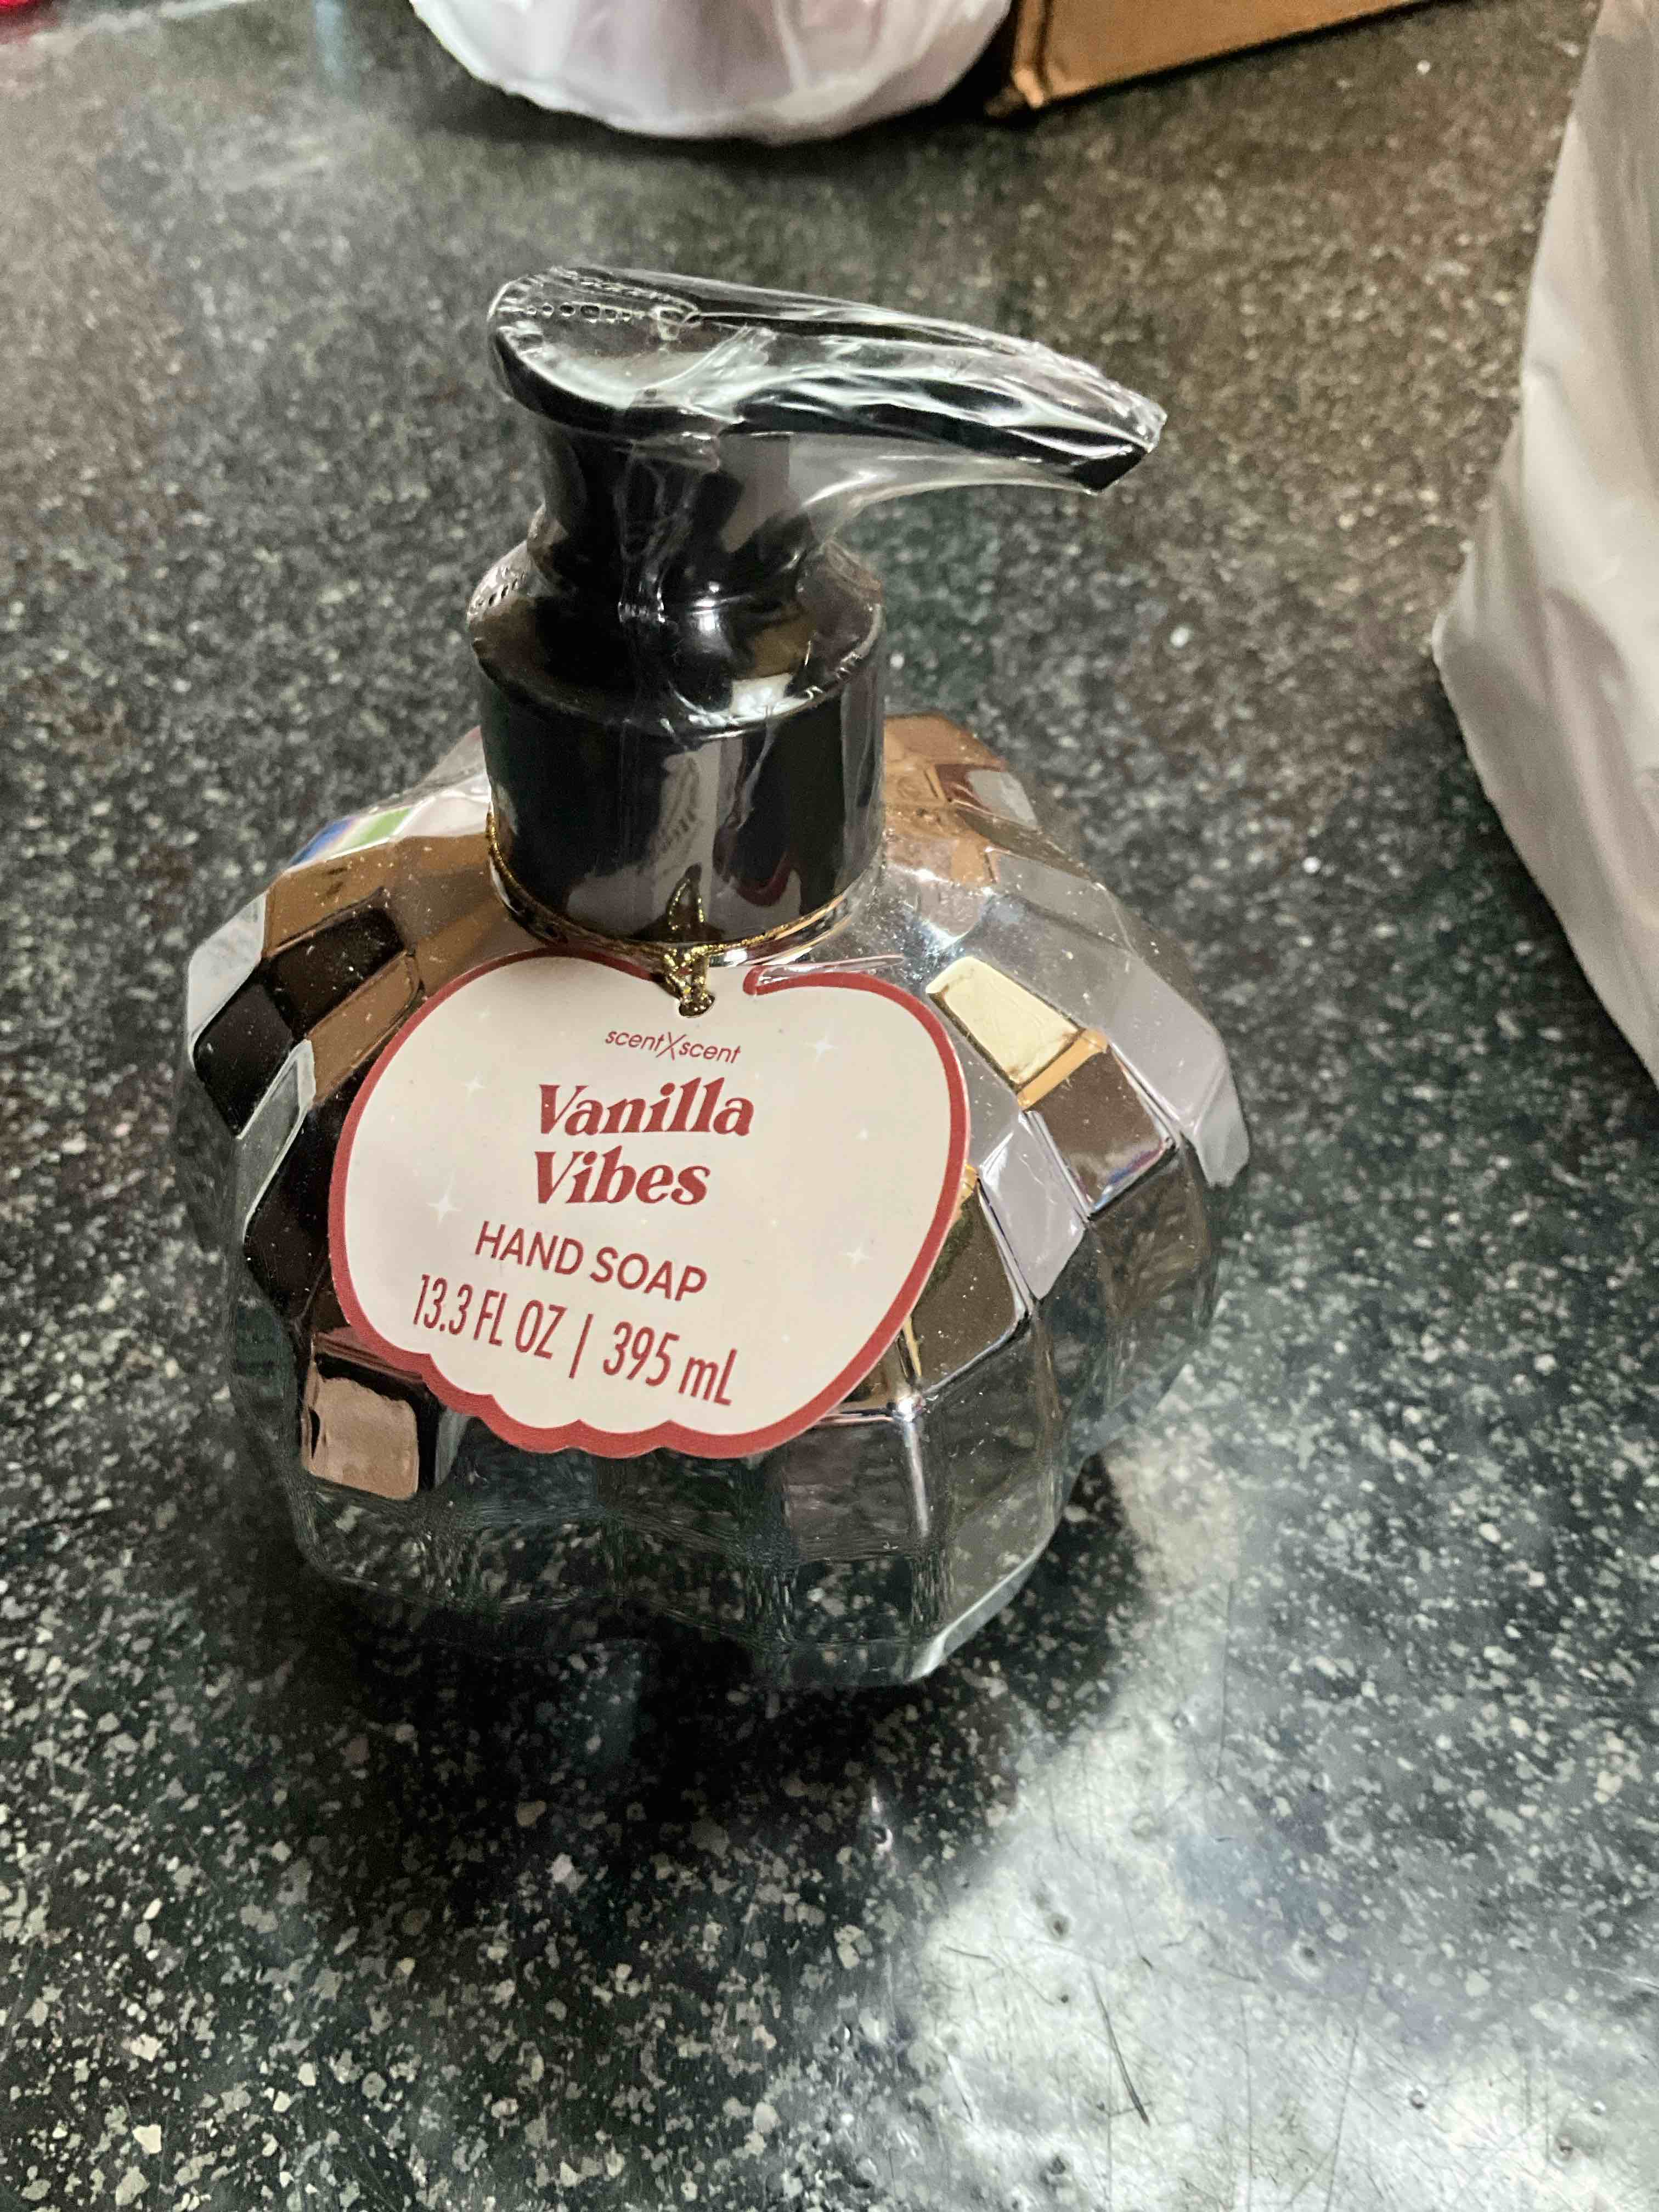 scentXscent
Vanilla
Vibes
HAND SOAP
13.3 FL OZ | 395 mL